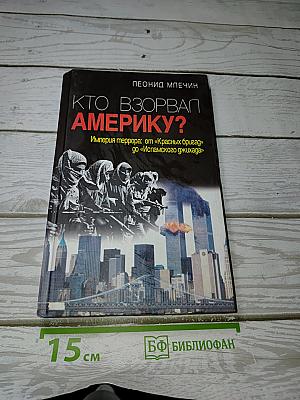 ЛЕОНИД МЛЕЧИН
КТО ВЗОРВАЛ
АМЕРИКУ?
Империя террора: от «Красных бригад»
до «Исламского джихада»
15 см
БФ БИБЛИОФАН